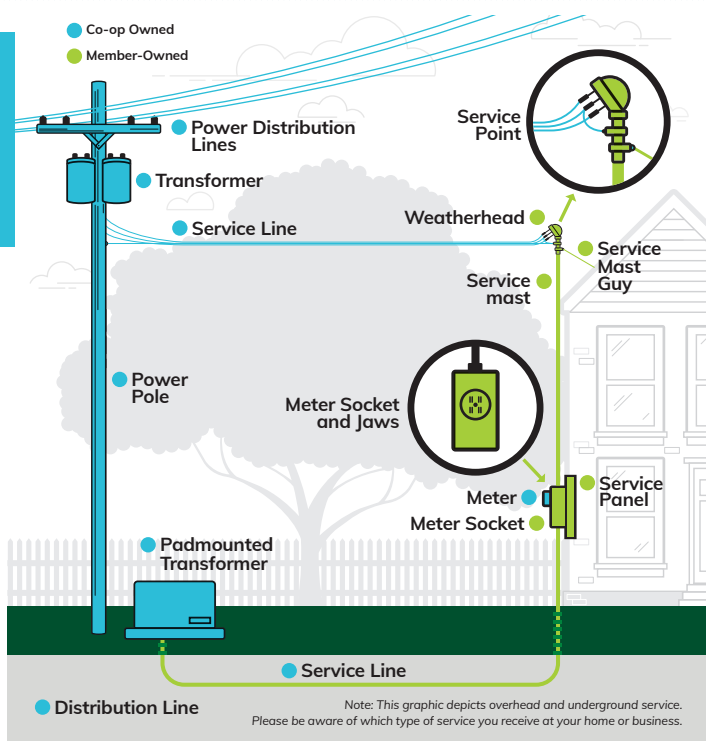 Co-op Owned
Member-Owned
Power Distribution
Lines
Service
Point
Transformer
Weatherhead
Service Line
Service
Mast
Guy
Service
mast
Power
Pole
Meter Socket
and Jaws
Service
Panel
Meter
Meter Socket
Padmounted
Transformer
Service Line
Distribution Line
Note: This graphic depicts overhead and underground service.
Please be aware of which type of service you receive at your home or business.